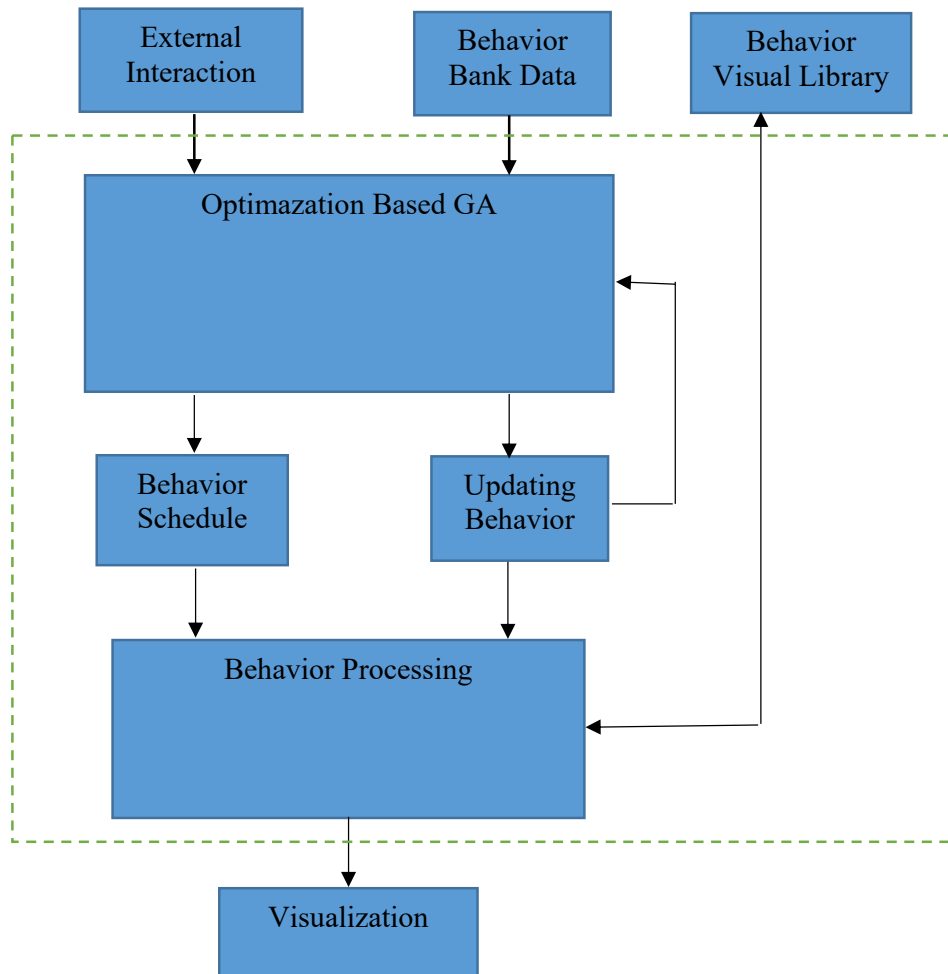 External
Interaction
Behavior
Bank Data
Behavior
Visual Library
Optimazation Based GA
Behavior
Schedule
Updating
Behavior
Behavior Processing
Visualization